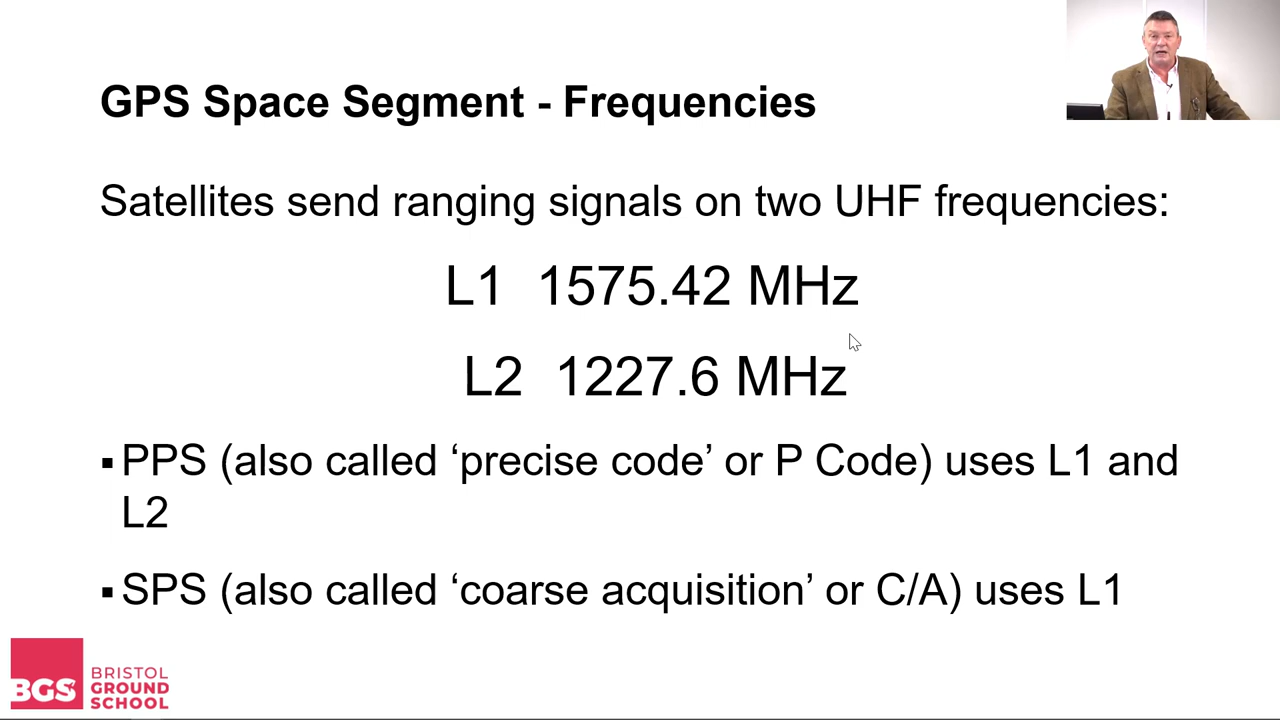 GPS Space Segment - Frequencies
Satellites send ranging signals on two UHF frequencies:
L1 1575.42 MHz
L2 1227.6 MHz
▪PPS (also called ‘precise code’ or P Code) uses L1 and
L2
▪SPS (also called ‘coarse acquisition’ or C/A) uses L1
BGS
BRISTOL
GROUND
SCHOOL